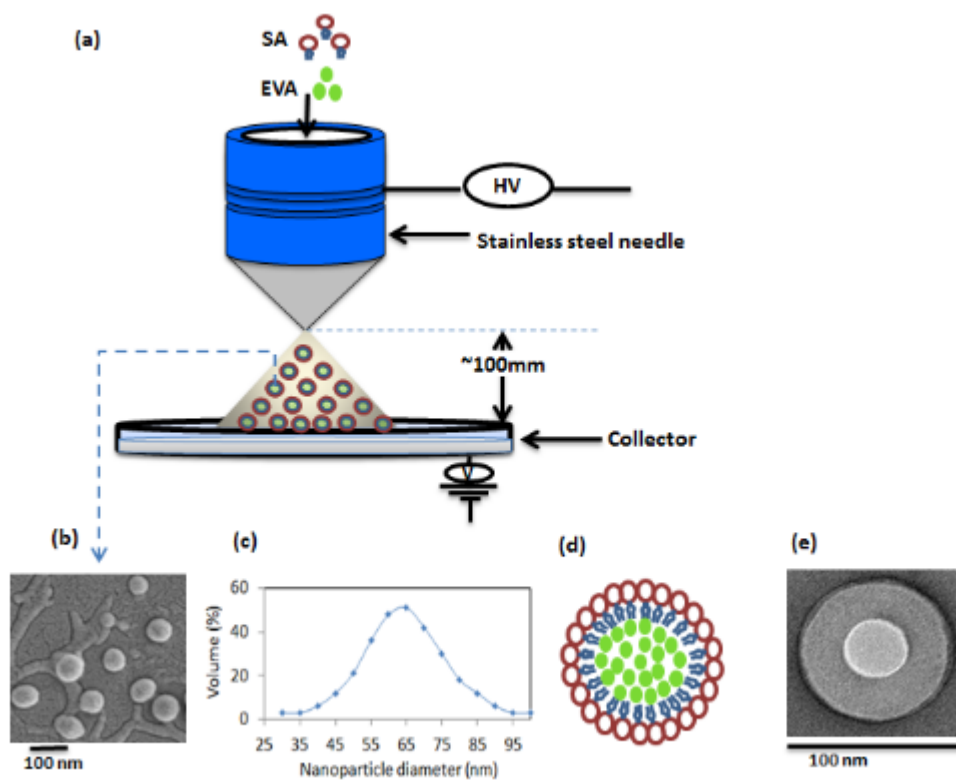 (a)
SA
EVA
HV
Stainless steel needle
~100mm
Collector
V
(b)
(c)
(d)
(e)
60
40
20
0
Volume (%)
25 35 45 55 65 75 85 95
Nanoparticle diameter (nm)
100 nm
100 nm